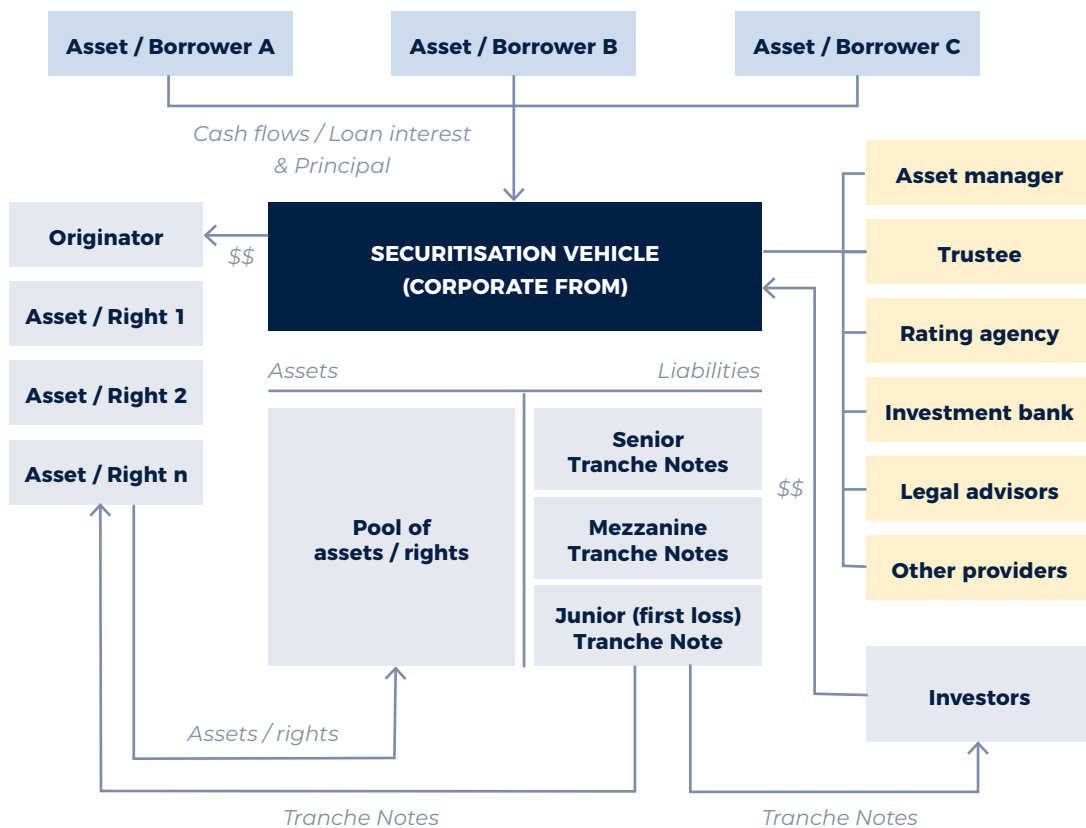 Asset / Borrower A
Asset / Borrower B
Asset / Borrower C
Cash flows / Loan interest
& Principal
Originator
$$
SECURITISATION VEHICLE
(CORPORATE FROM)
Asset manager
Trustee
Rating agency
Investment bank
Legal advisors
Other providers
Asset / Right 1
Asset / Right 2
Asset / Right n
Assets
Liabilities
Pool of
assets / rights
Senior
Tranche Notes
Mezzanine
Tranche Notes
Junior (first loss)
Tranche Note
$$
Investors
Assets / rights
Tranche Notes
Tranche Notes